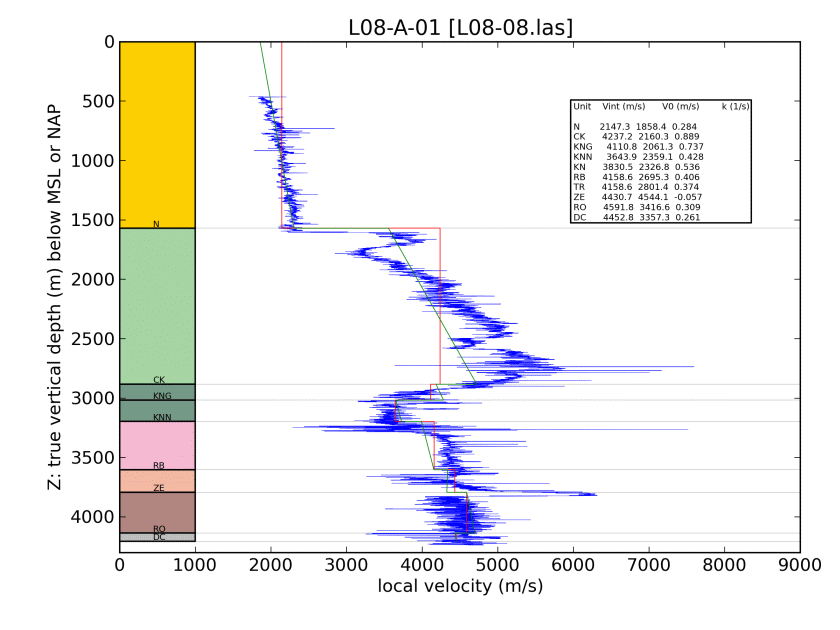 L08-A-01 [L08-08.las]
0
500
1000
1500
2000
2500
3000
3500
4000
Z: true vertical depth (m) below MSL or NAP
N
CK
KNG
KNN
RB
ZE
RO
DC
Unit Vint (m/s) V0 (m/s) k (1/s)
N 2147.3 1858.4 0.284
CK 4237.2 2160.3 0.889
KNG 4110.8 2061.3 0.737
KNN 3643.9 2359.1 0.428
KN 3830.5 2326.8 0.536
RB 4158.6 2695.3 0.406
TR 4158.6 2801.4 0.374
ZE 4430.7 4544.1 -0.057
RO 4591.8 3416.6 0.309
DC 4452.8 3357.3 0.261
0 1000 2000 3000 4000 5000 6000 7000 8000 9000
local velocity (m/s)